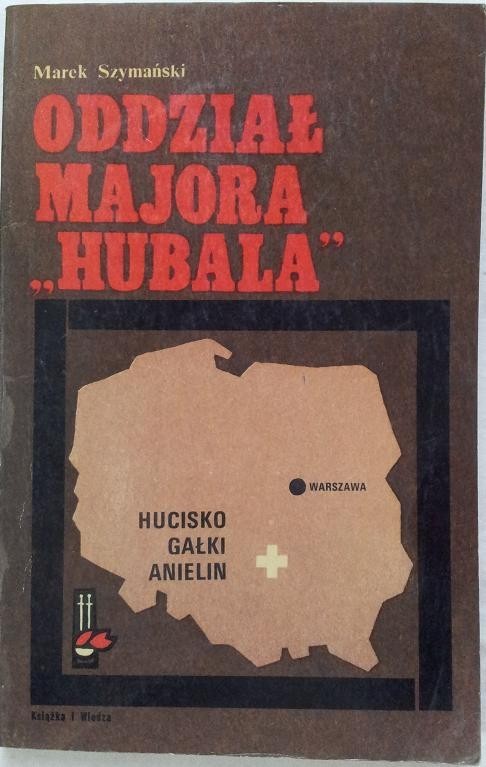 Marek Szymański
ODDZIAŁ
MAJORA
„HUBALA”
WARSZAWA
HUCISKO
GAŁKI
ANIELIN
Książka i Wiedza